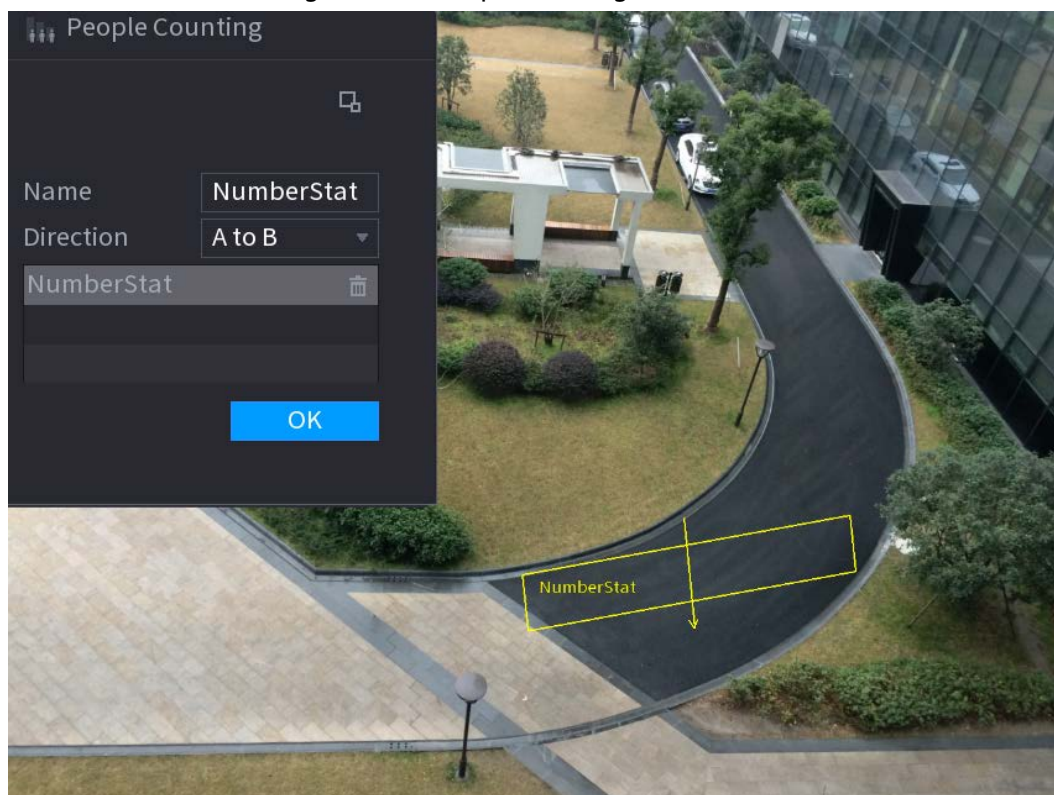 People Counting
Name NumberStat
Direction A to B
NumberStat
OK
NumberStat